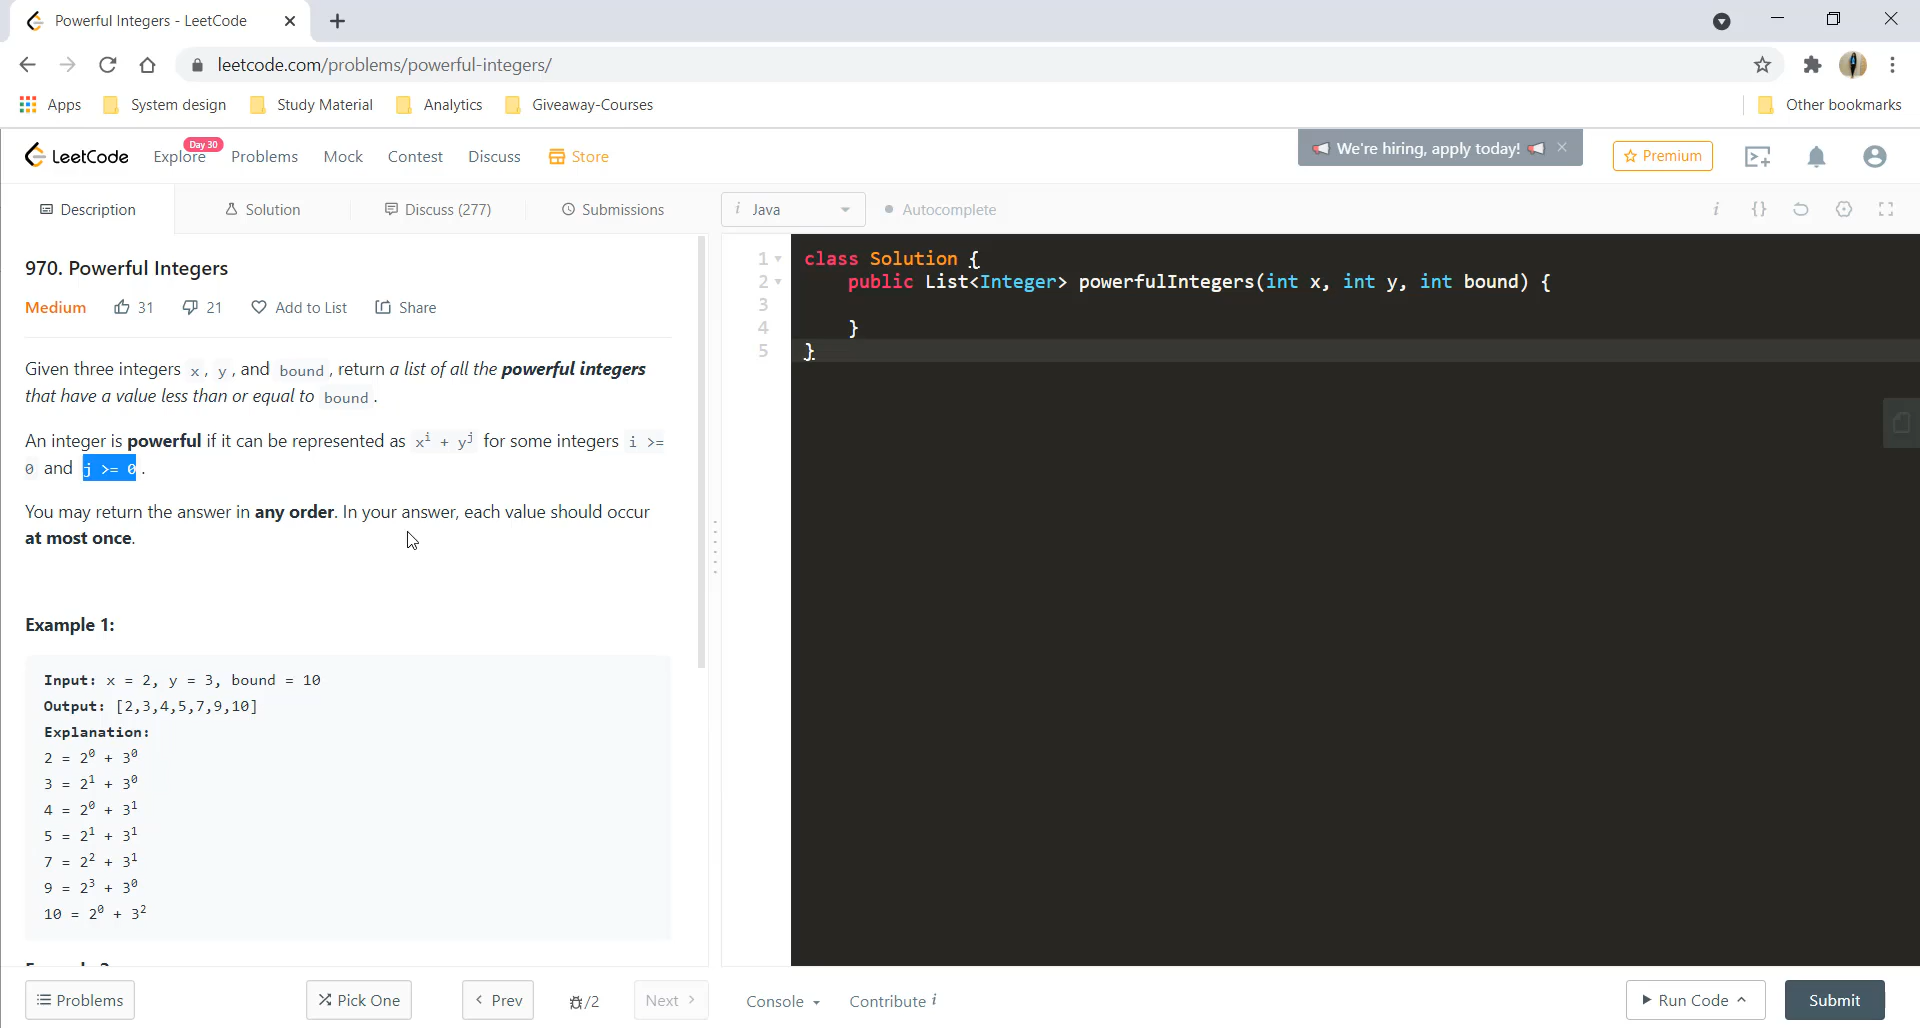 Powerful Integers - LeetCode
leetcode.com/problems/powerful-integers/
Apps System design Study Material Analytics Giveaway-Courses Other bookmarks
LeetCode Explore Day 30 Problems Mock Contest Discuss Store We're hiring, apply today! Premium
Description Solution Discuss (277) Submissions
i Java Autocomplete i {}
970. Powerful Integers
Medium 31 21 Add to List Share
Given three integers x, y, and bound, return a list of all the powerful integers
that have a value less than or equal to bound.
An integer is powerful if it can be represented as xⁱ + yʲ for some integers i >=
0 and j >= 0.
You may return the answer in any order. In your answer, each value should occur
at most once.
Example 1:
Input: x = 2, y = 3, bound = 10
Output: [2,3,4,5,7,9,10]
Explanation:
2 = 2⁰ + 3⁰
3 = 2¹ + 3⁰
4 = 2⁰ + 3¹
5 = 2¹ + 3¹
7 = 2² + 3¹
9 = 2³ + 3⁰
10 = 2⁰ + 3²
1 class Solution {
2 public List<Integer> powerfulIntegers(int x, int y, int bound) {
3
4 }
5 }
Problems Pick One < Prev /2 Next > Console Contribute i Run Code Submit